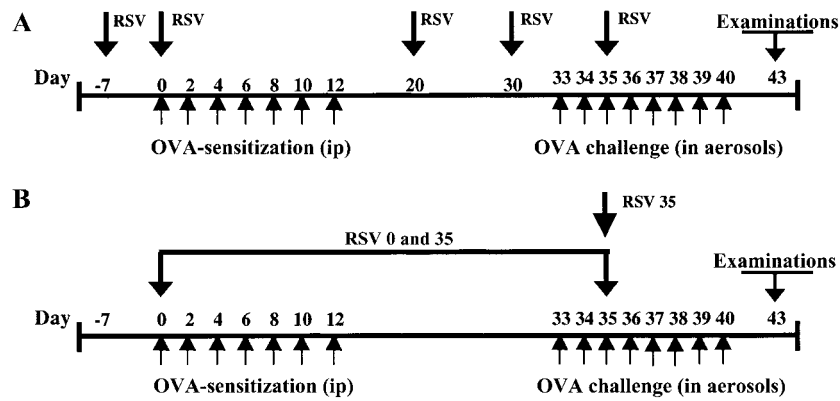 A
RSV RSV RSV RSV RSV
Examinations
Day -7 0 2 4 6 8 10 12 20 30 33 34 35 36 37 38 39 40 43
OVA-sensitization (ip) OVA challenge (in aerosols)
B
RSV 35
RSV 0 and 35
Examinations
Day -7 0 2 4 6 8 10 12 33 34 35 36 37 38 39 40 43
OVA-sensitization (ip) OVA challenge (in aerosols)